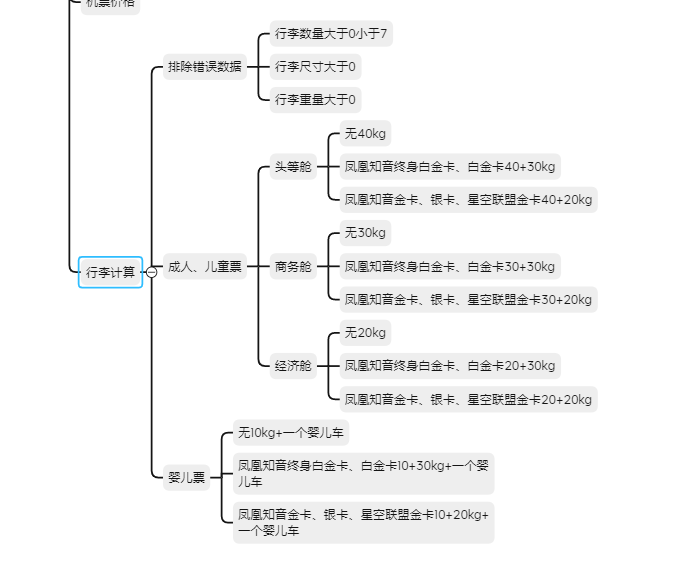 机票价格
行李数量大于0小于7
排除错误数据
行李尺寸大于0
行李重量大于0
无40kg
头等舱
凤凰知音终身白金卡、白金卡40+30kg
凤凰知音金卡、银卡、星空联盟金卡40+20kg
无30kg
行李计算
成人、儿童票
商务舱
凤凰知音终身白金卡、白金卡30+30kg
凤凰知音金卡、银卡、星空联盟金卡30+20kg
无20kg
经济舱
凤凰知音终身白金卡、白金卡20+30kg
凤凰知音金卡、银卡、星空联盟金卡20+20kg
无10kg+一个婴儿车
婴儿票
凤凰知音终身白金卡、白金卡10+30kg+一个婴
儿车
凤凰知音金卡、银卡、星空联盟金卡10+20kg+
一个婴儿车